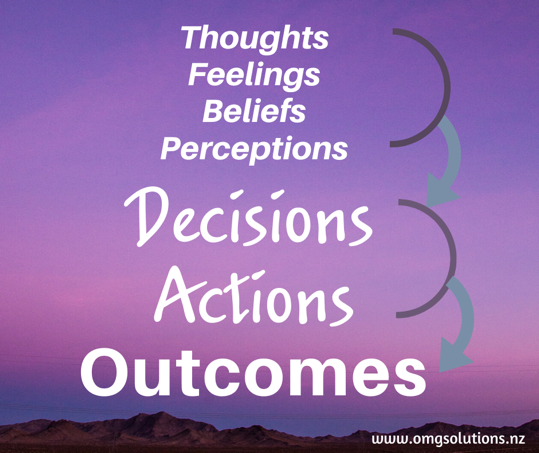 Thoughts
Feelings
Beliefs
Perceptions
Decisions
Actions
Outcomes
www.omgsolutions.nz